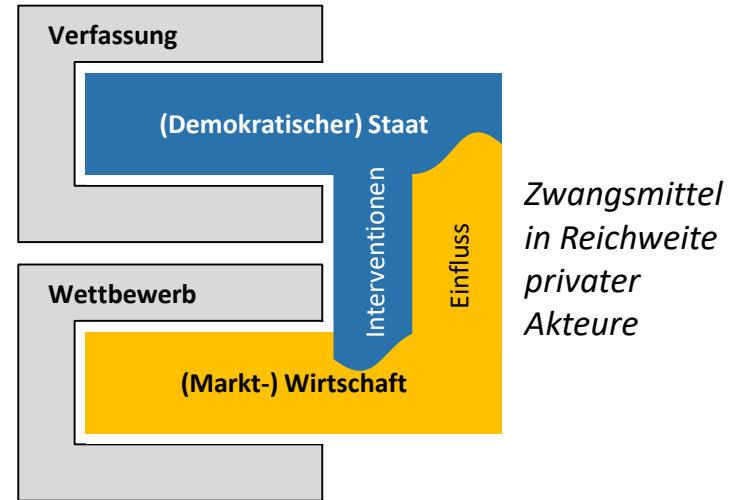 Verfassung
(Demokratischer) Staat
Interventionen
Einfluss
Zwangsmittel
in Reichweite
privater
Akteure
Wettbewerb
(Markt-) Wirtschaft